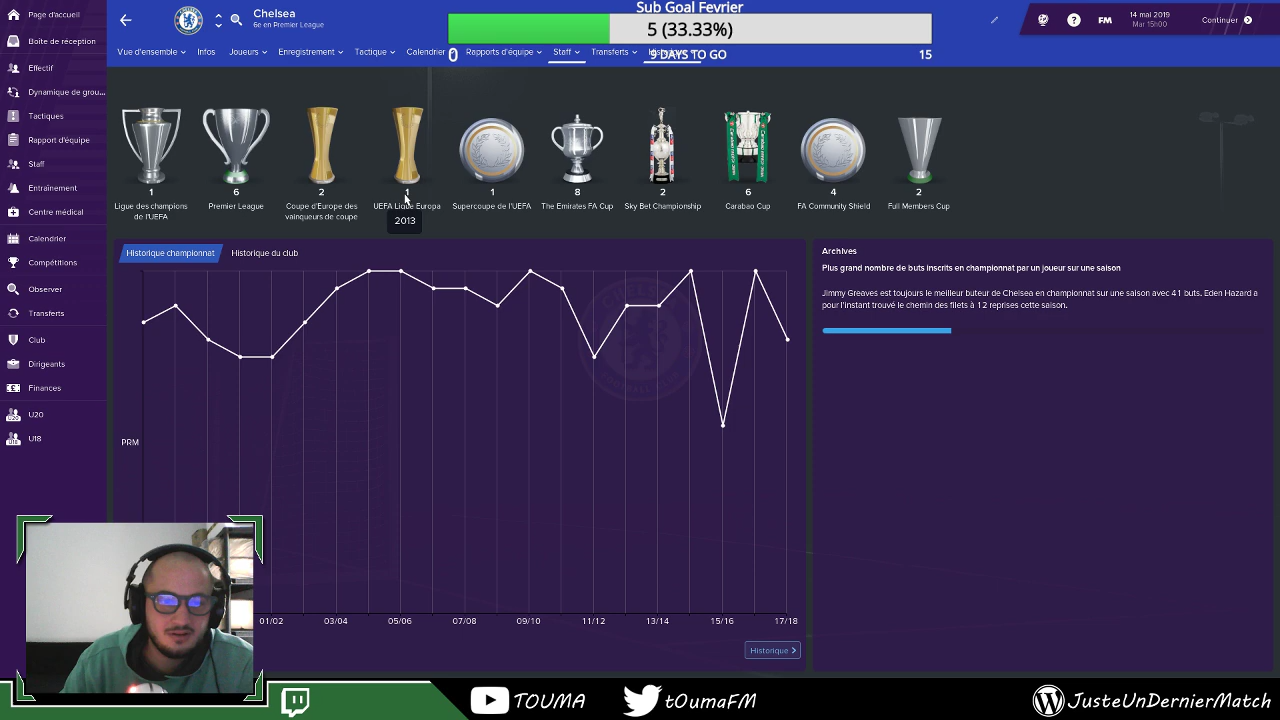 Sub Goal Fevrier
5 (33.33%)
0
9 DAYS TO GO
15
Chelsea
6e en Premier League
FM
14 mai 2019
Mar 15h00
Continuer
Vue d'ensemble
Infos
Joueurs
Enregistrement
Tactique
Calendrier
Rapports d'équipe
Staff
Transferts
Page d'accueil
Boîte de réception
Effectif
Dynamique de grou...
Tactiques
Rapport d'équipe
Staff
Entraînement
Centre médical
Calendrier
Compétitions
Observer
Transferts
Club
Dirigeants
Finances
U20
U18
1
6
2
1
1
8
2
6
4
2
Ligue des champions de l'UEFA
Premier League
Coupe d'Europe des vainqueurs de coupe
UEFA Ligue Europa
Supercoupe de l'UEFA
The Emirates FA Cup
Sky Bet Championship
Carabao Cup
FA Community Shield
Full Members Cup
2013
Historique championnat
Historique du club
PRM
01/02
03/04
05/06
07/08
09/10
11/12
13/14
15/16
17/18
Historique
Archives
Plus grand nombre de buts inscrits en championnat par un joueur sur une saison
Jimmy Greaves est toujours le meilleur buteur de Chelsea en championnat sur une saison avec 41 buts. Eden Hazard a
pour l'instant trouvé le chemin des filets à 12 reprises cette saison.
TOUMA
tOumaFM
JusteUnDernierMatch